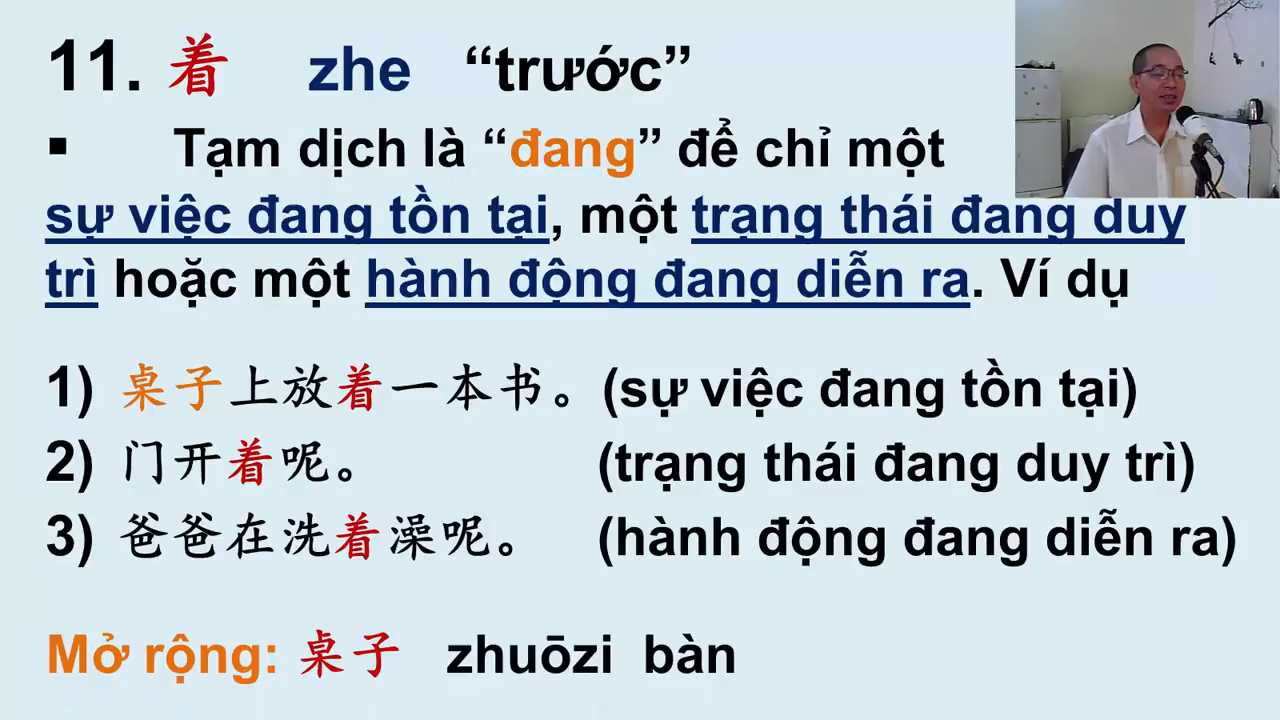 11. 着 zhe “trước”
▪ Tạm dịch là “đang” để chỉ một
sự việc đang tồn tại, một trạng thái đang duy
trì hoặc một hành động đang diễn ra. Ví dụ
1) 桌子上放着一本书。(sự việc đang tồn tại)
2) 门开着呢。 (trạng thái đang duy trì)
3) 爸爸在洗着澡呢。 (hành động đang diễn ra)
Mở rộng: 桌子 zhuōzi bàn